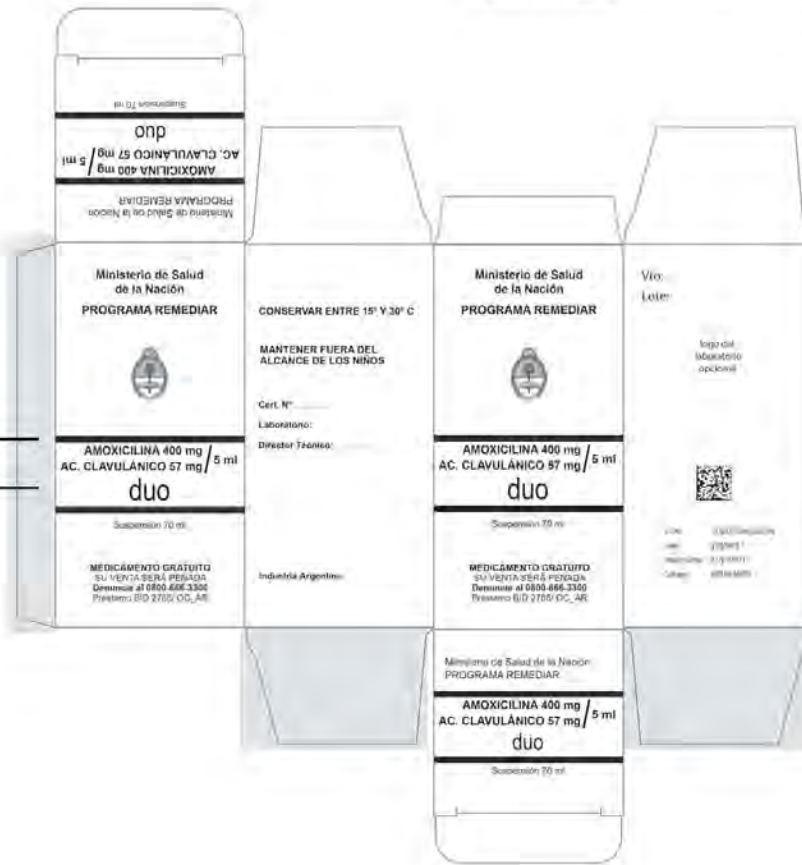 Suspensión 70 ml
duo
AC. CLAVULÁNICO 57 mg / 5 ml
AMOXICILINA 400 mg
PROGRAMA REMEDIAR
Ministerio de Salud de la Nación
Ministerio de Salud
de la Nación
PROGRAMA REMEDIAR
AMOXICILINA 400 mg
AC. CLAVULÁNICO 57 mg / 5 ml
duo
Suspensión 70 ml
MEDICAMENTO GRATUITO
SU VENTA SERÁ PENADA
Denuncie al 0800-666-3300
Préstamo BID 2788/ OC_AR
CONSERVAR ENTRE 15º Y 30º C
MANTENER FUERA DEL
ALCANCE DE LOS NIÑOS
Cert. Nº ..........
Laboratorio:
Director Técnico: ..........
Industria Argentina
Ministerio de Salud
de la Nación
PROGRAMA REMEDIAR
AMOXICILINA 400 mg
AC. CLAVULÁNICO 57 mg / 5 ml
duo
Suspensión 70 ml
MEDICAMENTO GRATUITO
SU VENTA SERÁ PENADA
Denuncie al 0800-666-3300
Préstamo BID 2788/ OC_AR
Vto:
Lote:
logo del
laboratorio
opcional
Ministerio de Salud de la Nación
PROGRAMA REMEDIAR
AMOXICILINA 400 mg
AC. CLAVULÁNICO 57 mg / 5 ml
duo
Suspensión 70 ml